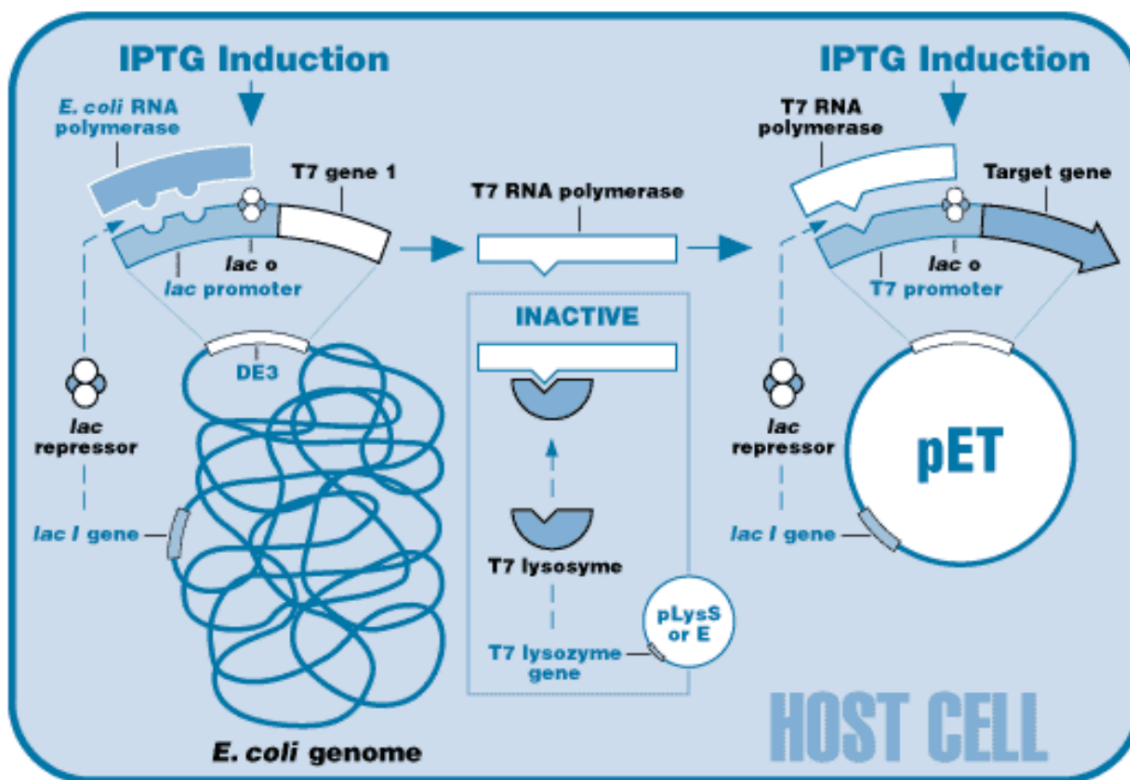 IPTG Induction
E. coli RNA
polymerase
T7 gene 1
lac o
lac promoter
DE3
lac
repressor
lac I gene
E. coli genome
T7 RNA polymerase
INACTIVE
T7 lysosyme
pLysS
or E
T7 lysozyme
gene
IPTG Induction
T7 RNA
polymerase
Target gene
lac o
T7 promoter
lac
repressor
pET
lac I gene
HOST CELL